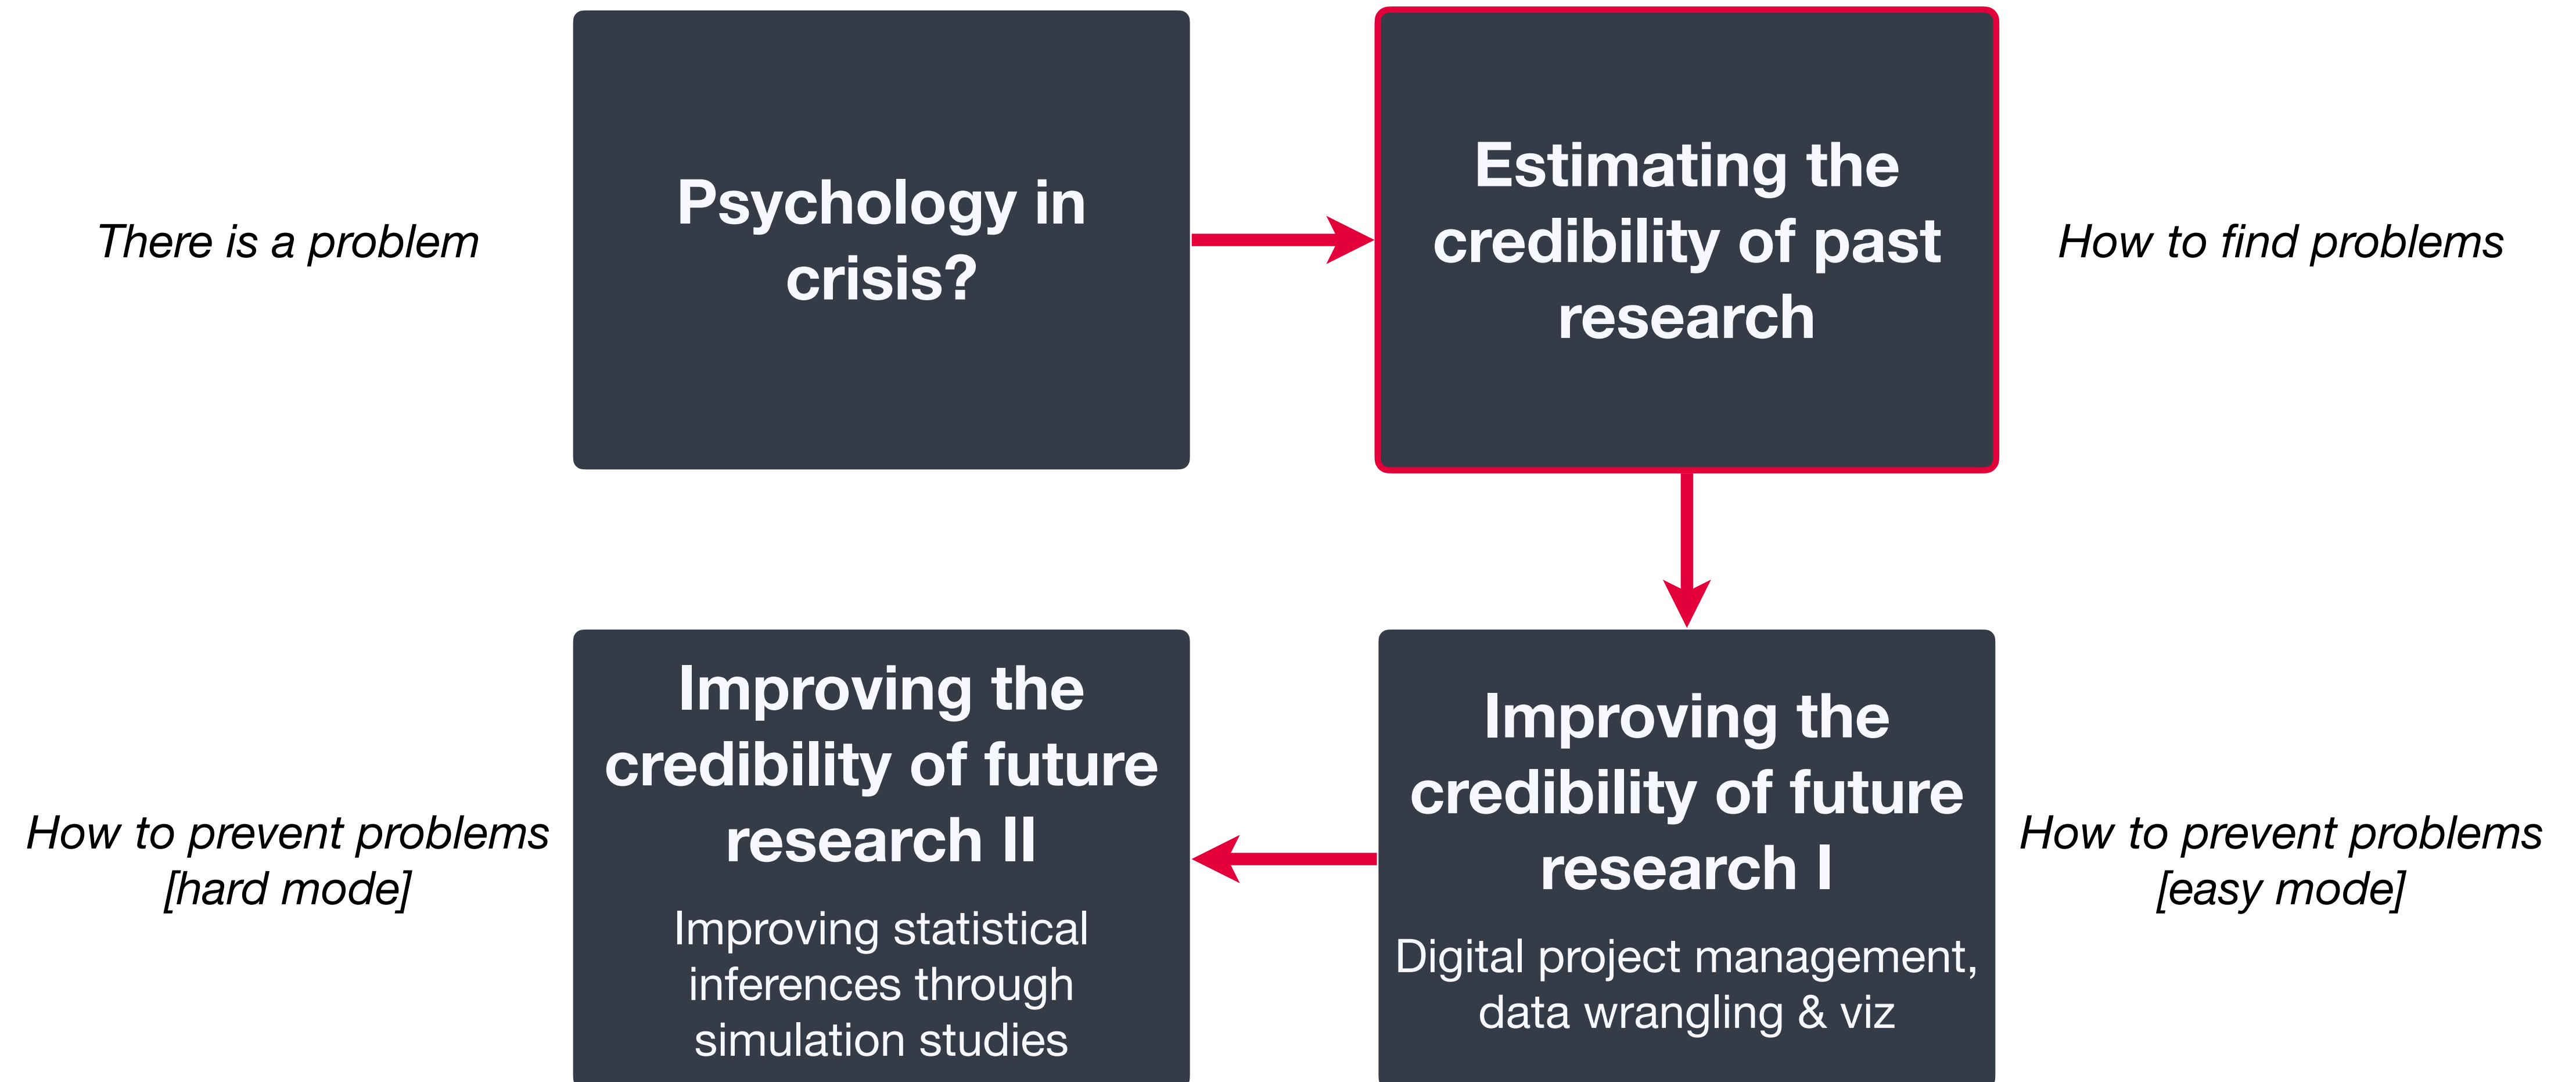 There is a problem
Psychology in
crisis?
Estimating the
credibility of past
research
How to find problems
How to prevent problems
[hard mode]
Improving the
credibility of future
research II
Improving statistical
inferences through
simulation studies
Improving the
credibility of future
research I
Digital project management,
data wrangling & viz
How to prevent problems
[easy mode]